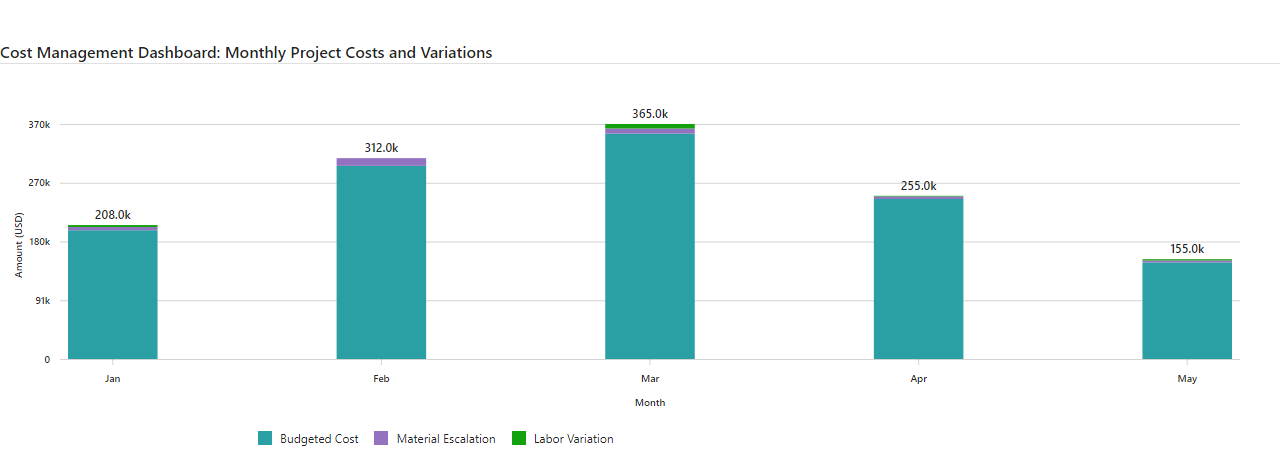 Cost Management Dashboard: Monthly Project Costs and Variations
365.0k
370k
312.0k
270k
255.0k
208.0k
180k
155.0k
Amount (USD)
91k
0
Jan Feb Mar Apr May
Month
Budgeted Cost Material Escalation Labor Variation